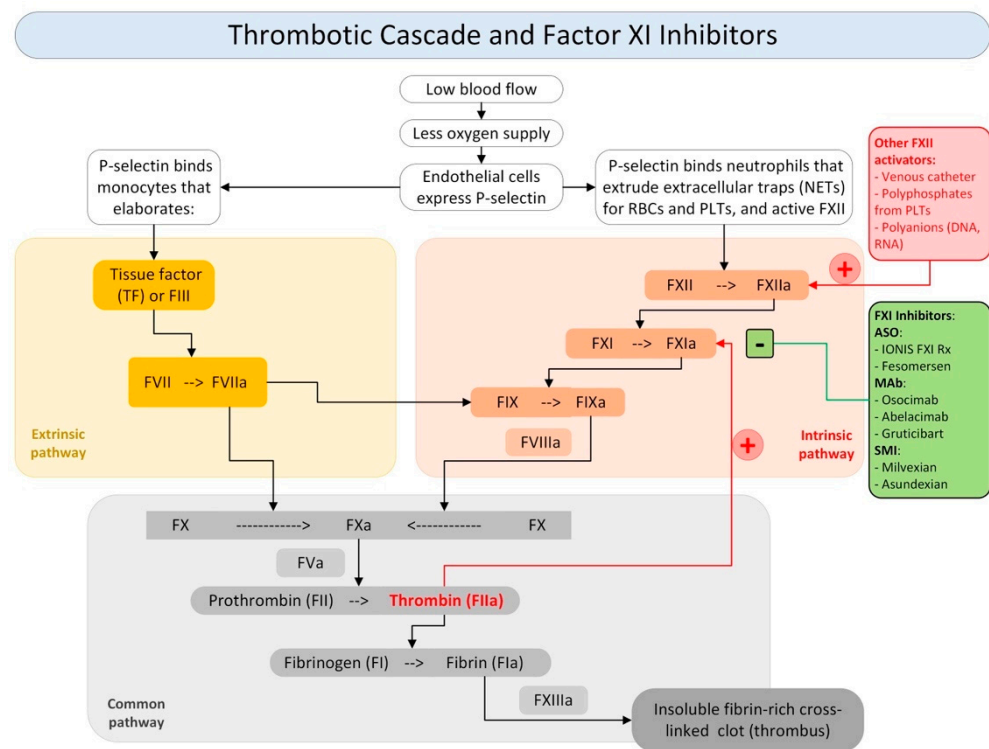 Thrombotic Cascade and Factor XI Inhibitors
Low blood flow
Less oxygen supply
Endothelial cells
express P-selectin
P-selectin binds
monocytes that
elaborates:
P-selectin binds neutrophils that
extrude extracellular traps (NETs)
for RBCs and PLTs, and active FXII
Other FXII
activators:
- Venous catheter
- Polyphosphates
from PLTs
- Polyanions (DNA,
RNA)
Tissue factor
(TF) or FIII
FXII --> FXIIa
+
FXI --> FXIa
-
FXI Inhibitors:
ASO:
- IONIS FXI Rx
- Fesomersen
MAb:
- Osocimab
- Abelacimab
- Gruticibart
SMI:
- Milvexian
- Asundexian
FVII --> FVIIa
FIX --> FIXa
FVIIIa
+
Extrinsic
pathway
Intrinsic
pathway
FX ------------> FXa <------------ FX
FVa
Prothrombin (FII) --> Thrombin (FIIa)
Fibrinogen (FI) --> Fibrin (FIa)
FXIIIa
Common
pathway
Insoluble fibrin-rich cross-
linked clot (thrombus)